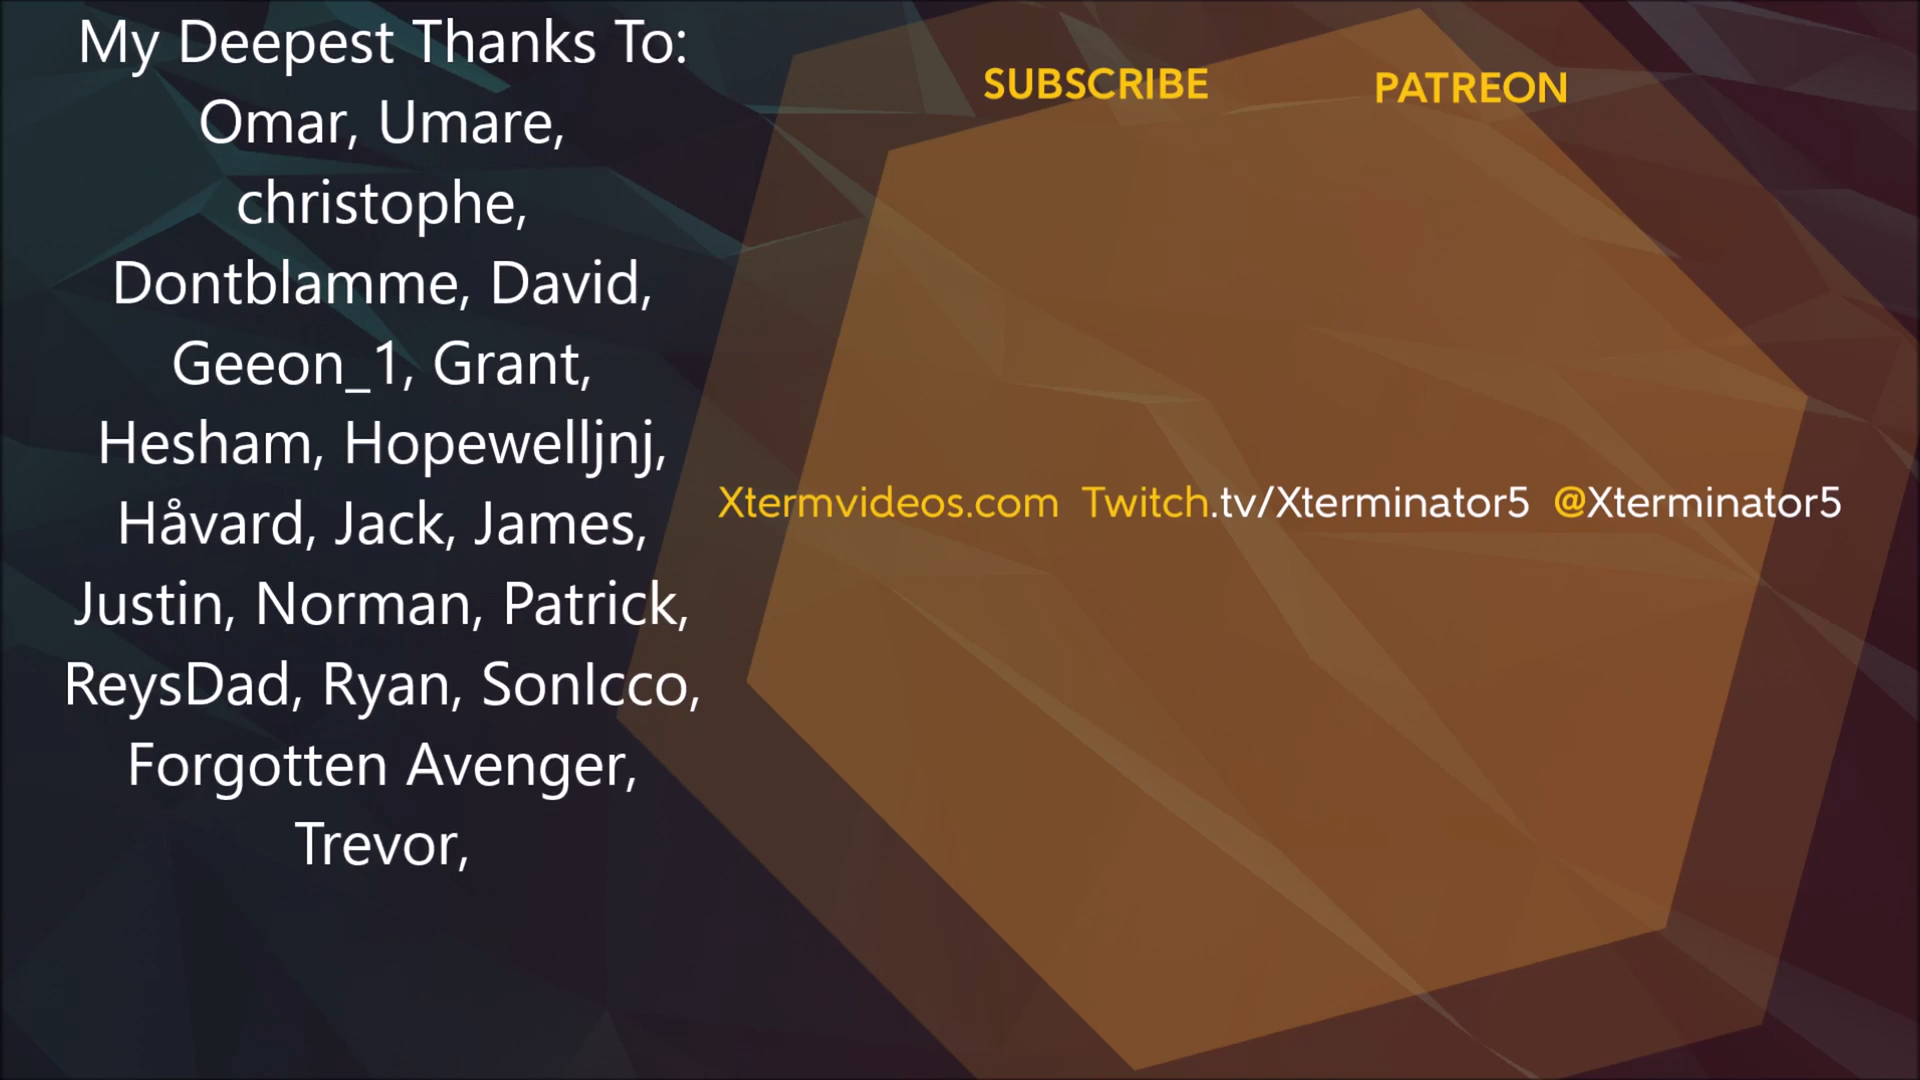 My Deepest Thanks To:
Omar, Umare,
christophe,
Dontblamme, David,
Geeon_1, Grant,
Hesham, Hopewelljnj,
Håvard, Jack, James,
Justin, Norman, Patrick,
ReysDad, Ryan, SonIcco,
Forgotten Avenger,
Trevor,
SUBSCRIBE
PATREON
Xtermvideos.com Twitch.tv/Xterminator5 @Xterminator5